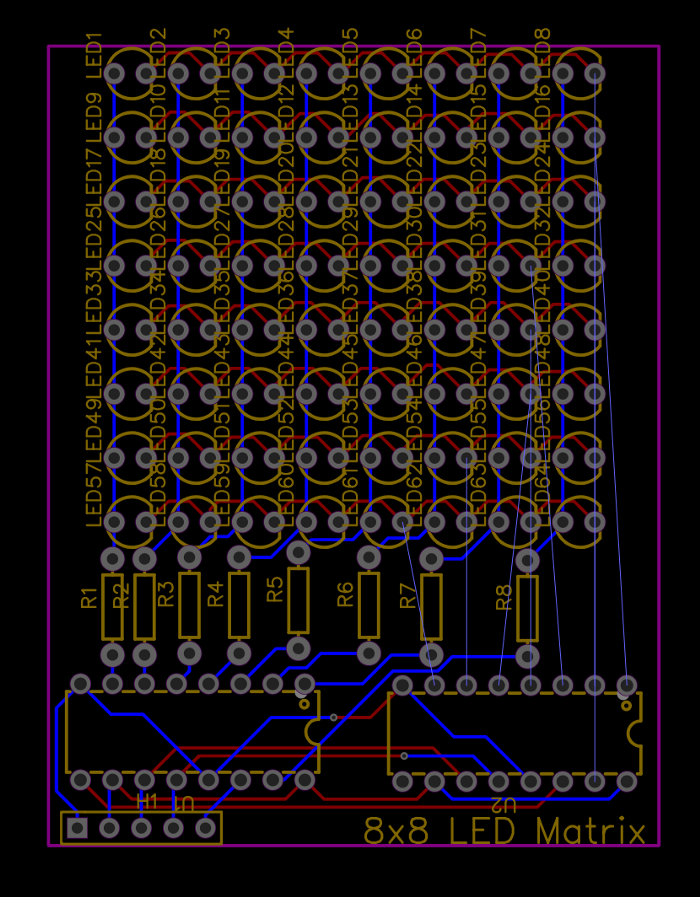 LED1 LED2 LED3 LED4 LED5 LED6 LED7 LED8
LED9 LED10 LED11 LED12 LED13 LED14 LED15 LED16
LED17 LED18 LED19 LED20 LED21 LED22 LED23 LED24
LED25 LED26 LED27 LED28 LED29 LED30 LED31 LED32
LED33 LED34 LED35 LED36 LED37 LED38 LED39 LED40
LED41 LED42 LED43 LED44 LED45 LED46 LED47 LED48
LED49 LED50 LED51 LED52 LED53 LED54 LED55 LED56
LED57 LED58 LED59 LED60 LED61 LED62 LED63 LED64
R1 R2 R3 R4 R5 R6 R7 R8
H1 U1 U2
8x8 LED Matrix